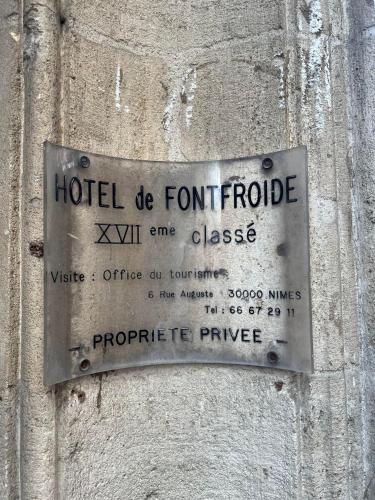 HÔTEL de FONTFROIDE
XVII eme classé
Visite : Office du tourisme
6 Rue Auguste 30000 NIMES
Tel : 66 67 29 11
- PROPRIETE PRIVEE -